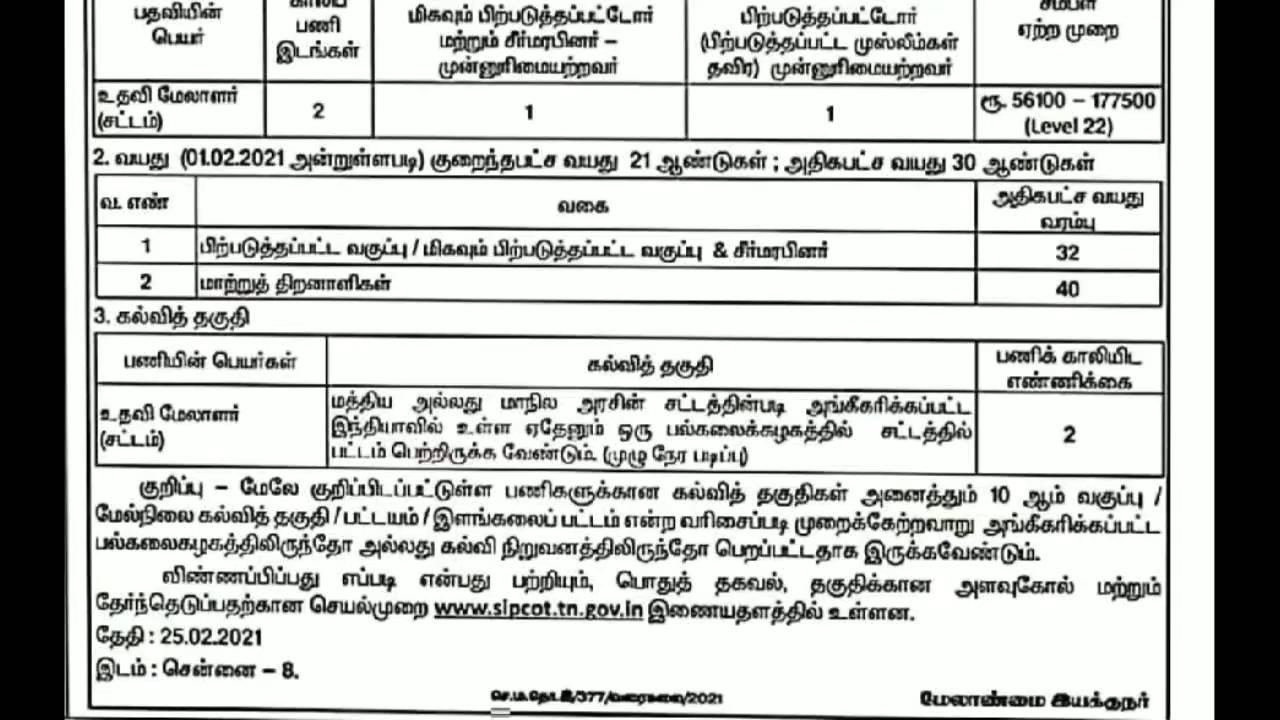 பதவியின் பெயர்
காலிப் பணி இடங்கள்
மிகவும் பிற்படுத்தப்பட்டோர் மற்றும் சீர்மரபினர் – முன்னுரிமையற்றவர்
பிற்படுத்தப்பட்டோர் (பிற்படுத்தப்பட்ட முஸ்லீம்கள் தவிர) முன்னுரிமையற்றவர்
சம்பள ஏற்ற முறை
உதவி மேலாளர் (சட்டம்)
2
1
1
ரூ. 56100 – 177500 (Level 22)
2. வயது (01.02.2021 அன்றுள்ளபடி) குறைந்தபட்ச வயது 21 ஆண்டுகள் ; அதிகபட்ச வயது 30 ஆண்டுகள்
வ. எண்
வகை
அதிகபட்ச வயது வரம்பு
1 பிற்படுத்தப்பட்ட வகுப்பு / மிகவும் பிற்படுத்தப்பட்ட வகுப்பு & சீர்மரபினர் 32
2 மாற்றுத் திறனாளிகள் 40
3. கல்வித் தகுதி
பணியின் பெயர்கள்
கல்வித் தகுதி
பணிக் காலியிட எண்ணிக்கை
உதவி மேலாளர் (சட்டம்)
மத்திய அல்லது மாநில அரசின் சட்டத்தின்படி அங்கீகரிக்கப்பட்ட
இந்தியாவில் உள்ள ஏதேனும் ஒரு பல்கலைக்கழகத்தில் சட்டத்தில்
பட்டம் பெற்றிருக்க வேண்டும். (முழு நேர படிப்பு)
2
குறிப்பு – மேலே குறிப்பிடப்பட்டுள்ள பணிகளுக்கான கல்வித் தகுதிகள் அனைத்தும் 10 ஆம் வகுப்பு /
மேல்நிலை கல்வித் தகுதி / பட்டயம் / இளங்கலைப் பட்டம் என்ற வரிசைப்படி முறைக்கேற்றவாறு அங்கீகரிக்கப்பட்ட
பல்கலைகழகத்திலிருந்தோ அல்லது கல்வி நிறுவனத்திலிருந்தோ பெறப்பட்டதாக இருக்கவேண்டும்.
விண்ணப்பிப்பது எப்படி என்பது பற்றியும், பொதுத் தகவல், தகுதிக்கான அளவுகோல் மற்றும்
தேர்ந்தெடுப்பதற்கான செயல்முறை www.sipcot.tn.gov.in இணையதளத்தில் உள்ளன.
தேதி : 25.02.2021
இடம் : சென்னை – 8.
செ.ம.தொ.இ/377/வரைகலை/2021
மேலாண்மை இயக்குநர்